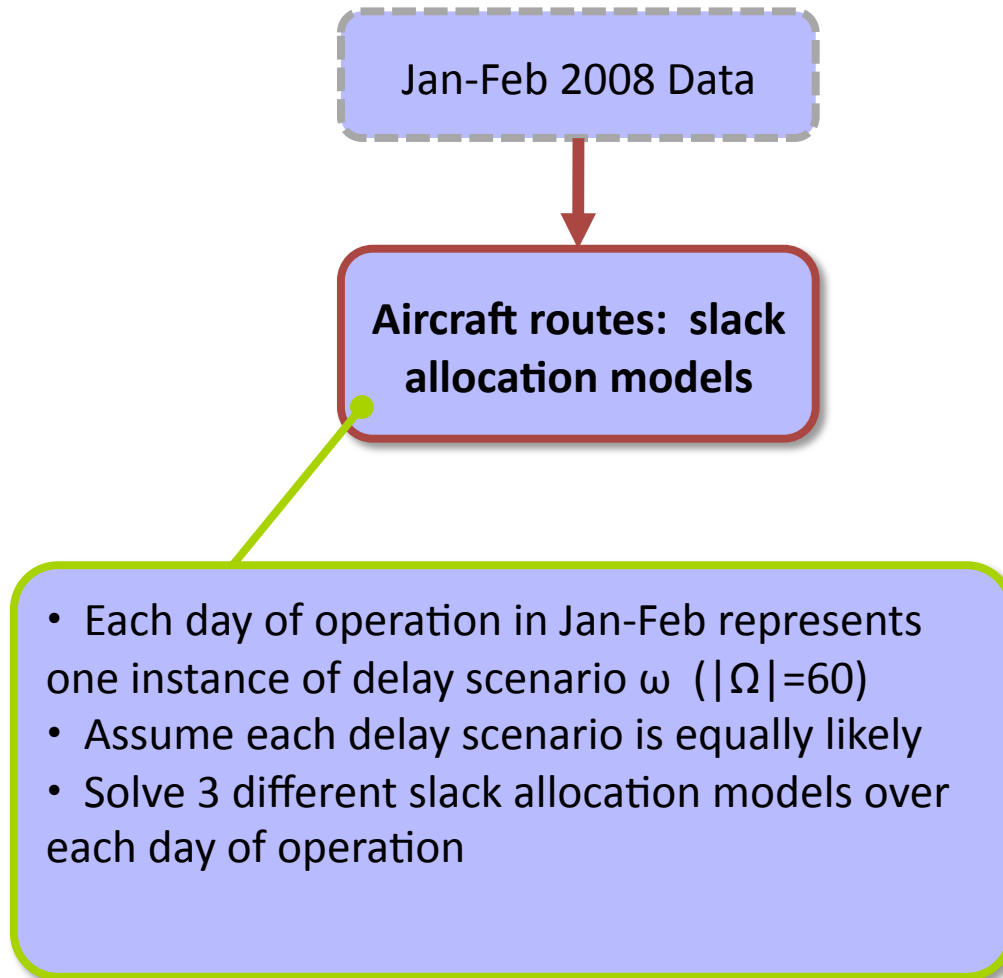 Jan-Feb 2008 Data
Aircraft routes:  slack
allocation models
•  Each day of operation in Jan-Feb represents
one instance of delay scenario ω  (|Ω|=60)
•  Assume each delay scenario is equally likely
•  Solve 3 different slack allocation models over
each day of operation